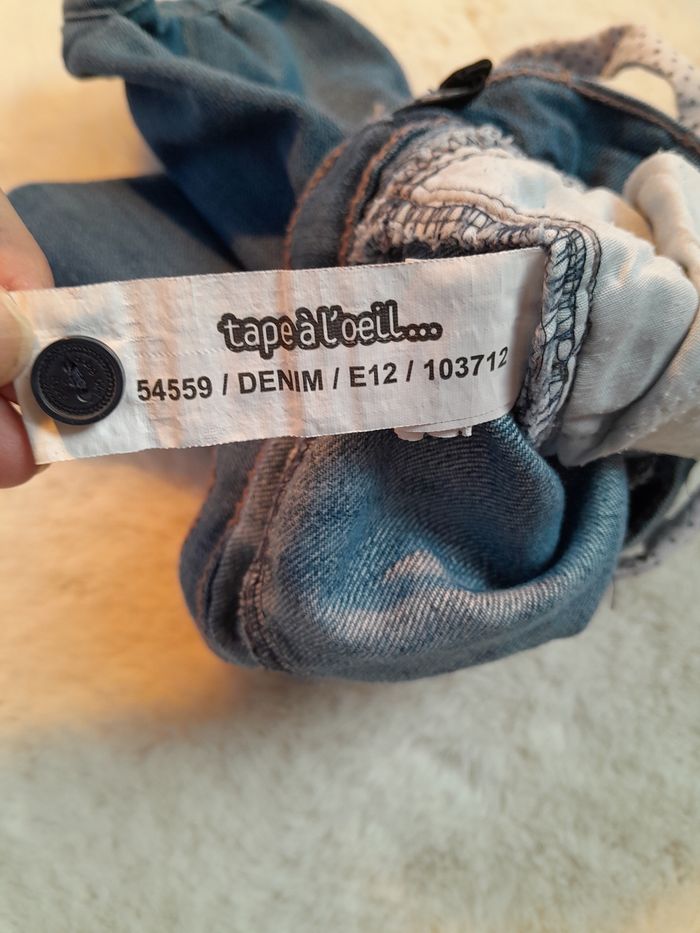 tape à l'oeil....
54559 / DENIM / E12 / 103712